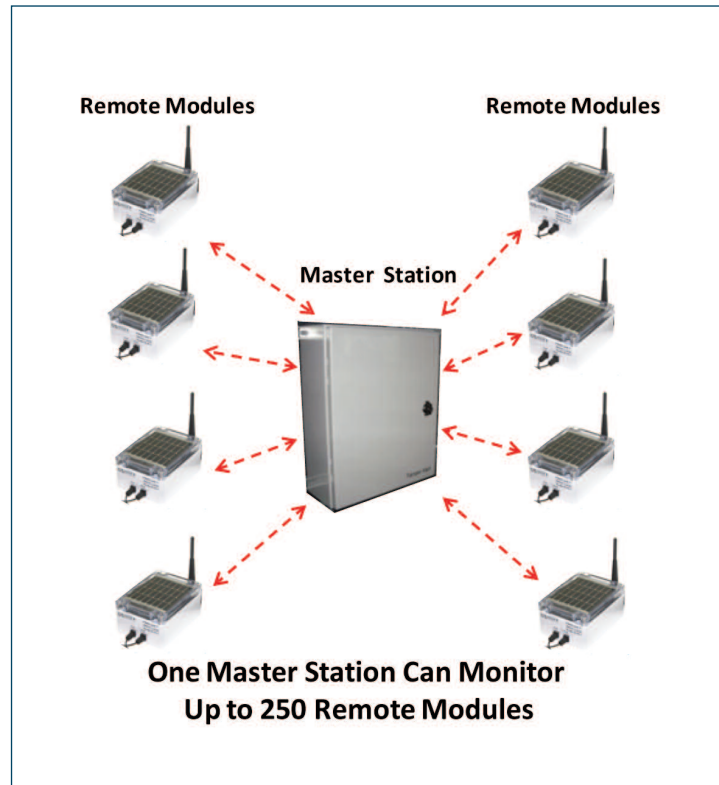 Remote Modules
Remote Modules
Master Station
One Master Station Can Monitor
Up to 250 Remote Modules